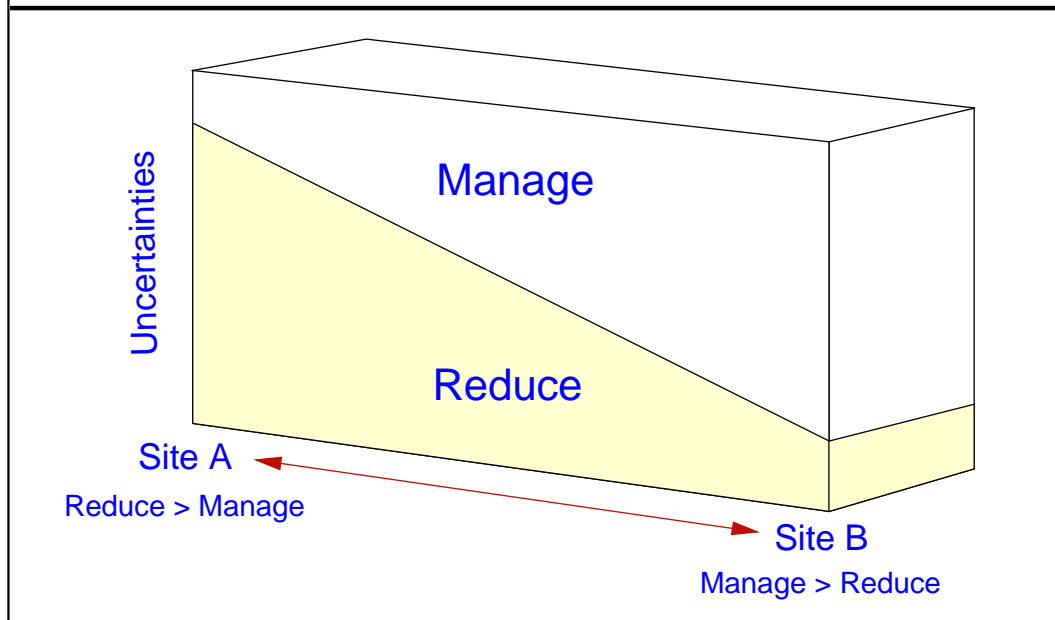 Manage
Uncertainties
Reduce
Site A
Reduce > Manage
Site B
Manage > Reduce